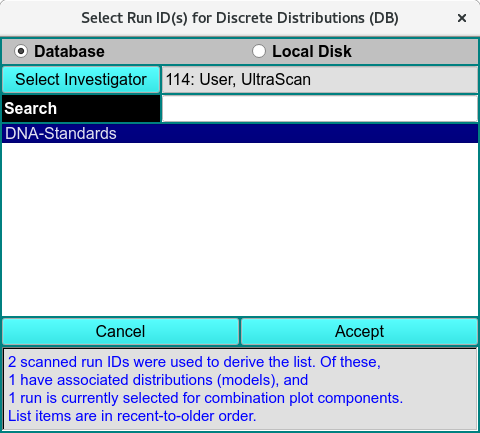 Select Run ID(s) for Discrete Distributions (DB)
Database Local Disk
Select Investigator 114: User, UltraScan
Search
DNA-Standards
Cancel Accept
2 scanned run IDs were used to derive the list. Of these,
1 have associated distributions (models), and
1 run is currently selected for combination plot components.
List items are in recent-to-older order.